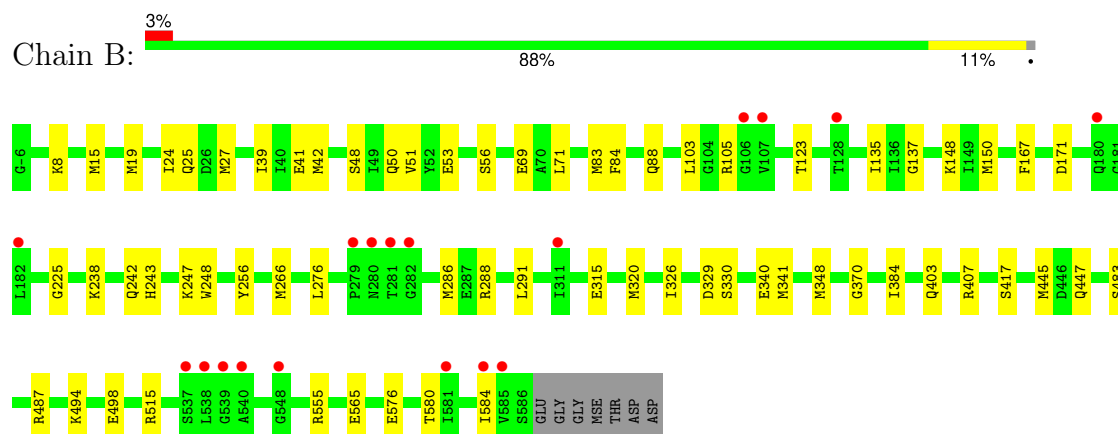 3%
Chain B:
88% 11% •
G-6 K8 M15 M19 I24 Q25 D26 M27 I39 I40 E41 M42 S48 I49 Q50 V51 Y52 E53 S56 E69 A70 L71 M83 F84 Q88 L103 G104 R105 G106 V107 T123 T128 I135 I136 G137 K148 I149 M150 F167 D171 Q180 G181
L182 G225 K238 Q242 H243 K247 W248 Y256 M266 L276 P279 N280 T281 G282 M286 E287 R288 L291 I311 E315 M320 I326 D329 S330 E340 M341 M348 G370 I384 Q403 R407 S417 M445 D446 Q447 S483
R487 K494 E498 R515 S537 L538 G539 A540 G548 R555 E565 E576 T580 I581 I584 V585 S586 GLU GLY GLY MSE THR ASP ASP